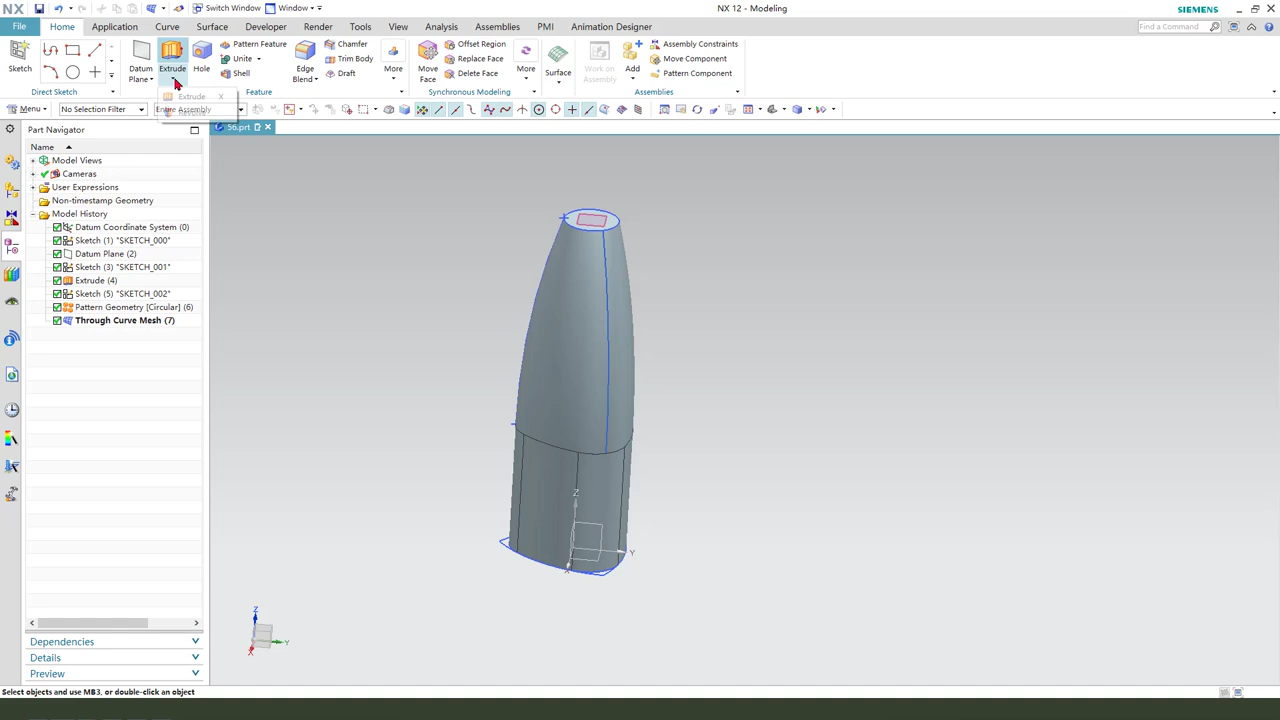 NX
Switch Window
Window
NX 12 - Modeling
SIEMENS
File
Home
Application
Curve
Surface
Developer
Render
Tools
View
Analysis
Assemblies
PMI
Animation Designer
Find a Command
Sketch
Direct Sketch
Datum
Plane
Extrude
Hole
Pattern Feature
Unite
Shell
Edge
Blend
Chamfer
Trim Body
Draft
More
Feature
Move
Face
Offset Region
Replace Face
Delete Face
More
Synchronous Modeling
Surface
Work on
Assembly
Add
Assembly Constraints
Move Component
Pattern Component
Assemblies
Extrude X
Menu
No Selection Filter
Entire Assembly
Part Navigator
56.prt
Name
Model Views
Cameras
User Expressions
Non-timestamp Geometry
Model History
Datum Coordinate System (0)
Sketch (1) "SKETCH_000"
Datum Plane (2)
Sketch (3) "SKETCH_001"
Extrude (4)
Sketch (5) "SKETCH_002"
Pattern Geometry [Circular] (6)
Through Curve Mesh (7)
Z
Y
X
Z
Y
X
Dependencies
Details
Preview
Select objects and use MB3, or double-click an object